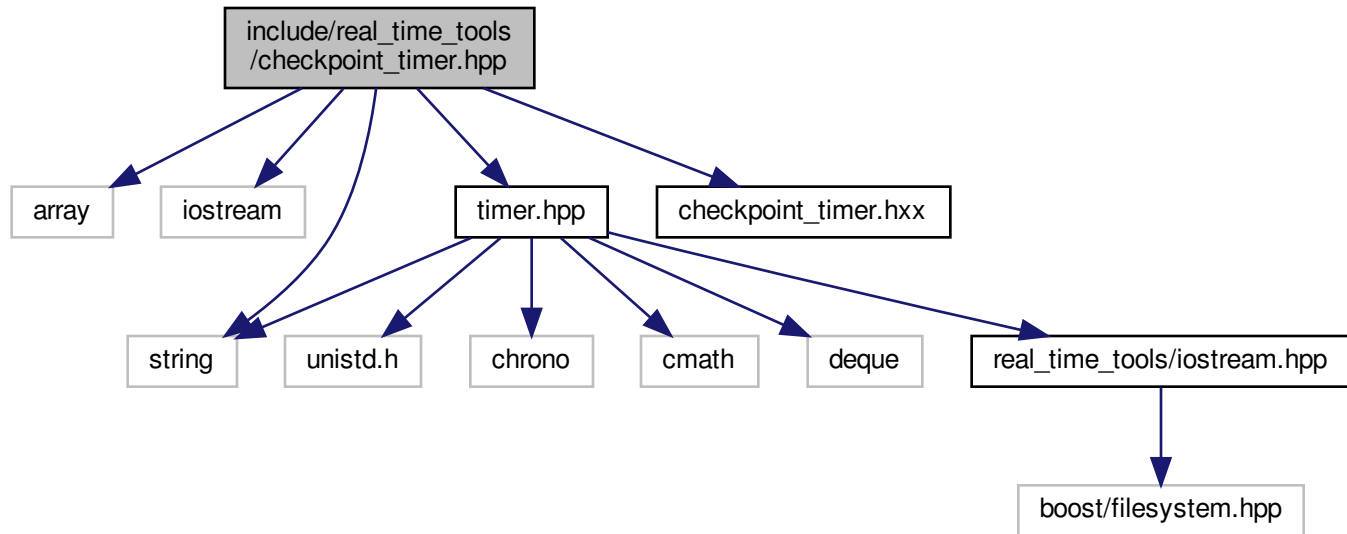 include/real_time_tools
/checkpoint_timer.hpp
array
iostream
timer.hpp
checkpoint_timer.hxx
string
unistd.h
chrono
cmath
deque
real_time_tools/iostream.hpp
boost/filesystem.hpp